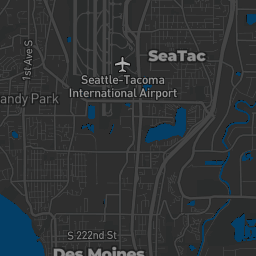 SeaTac
1st Ave S
Seattle-Tacoma
International Airport
andy Park
S 222nd St
Des Moines